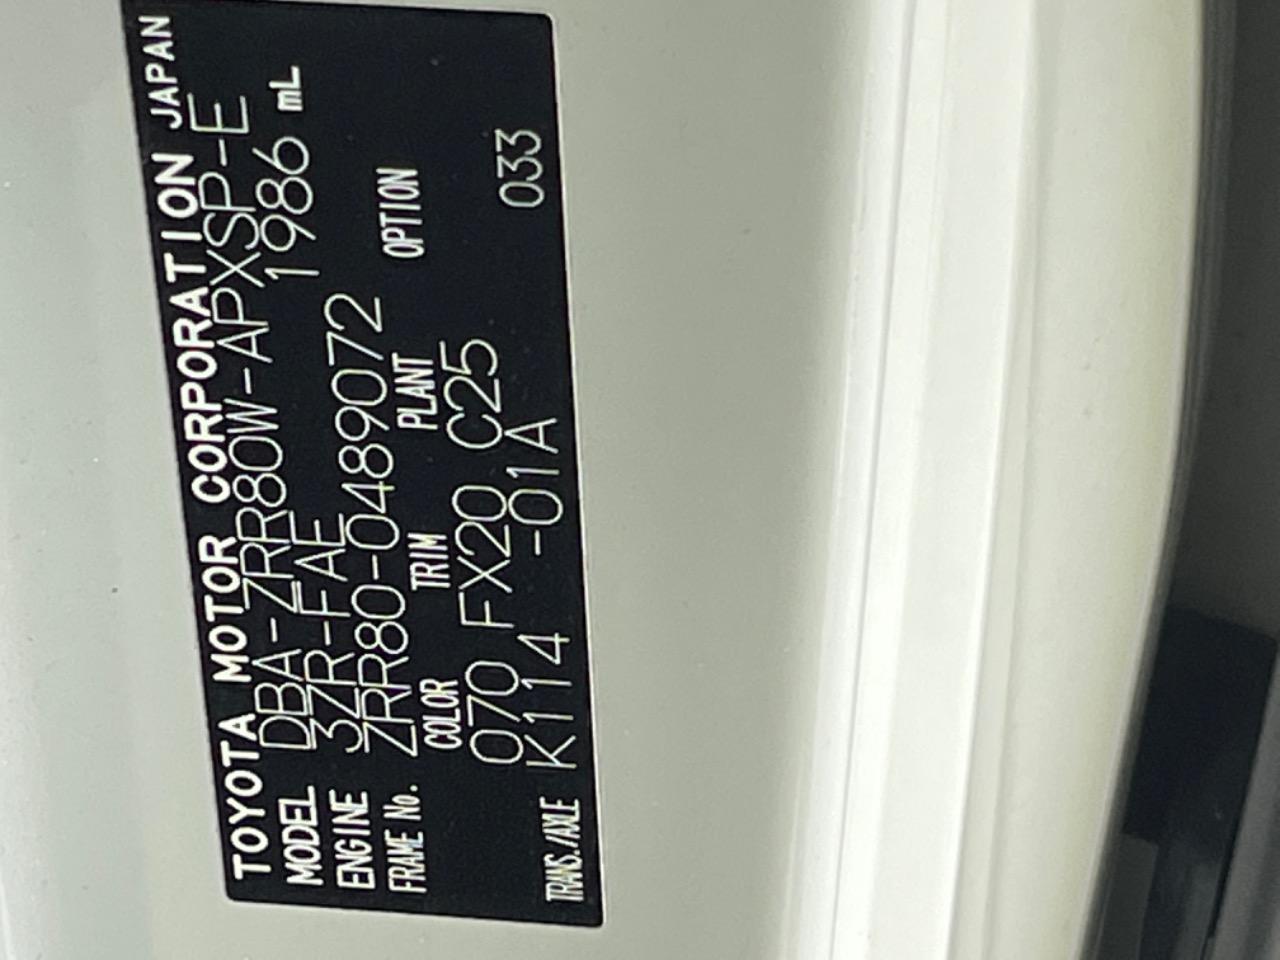 TOYOTA MOTOR CORPORATION JAPAN
MODEL DBA-ZRR80W-APXSP-E
ENGINE 3ZR-FAE 1986 mL
FRAME No. ZRR80-0489072
COLOR TRIM PLANT OPTION
070 FX20 C25 033
TRANS./AXLE K114 -01A